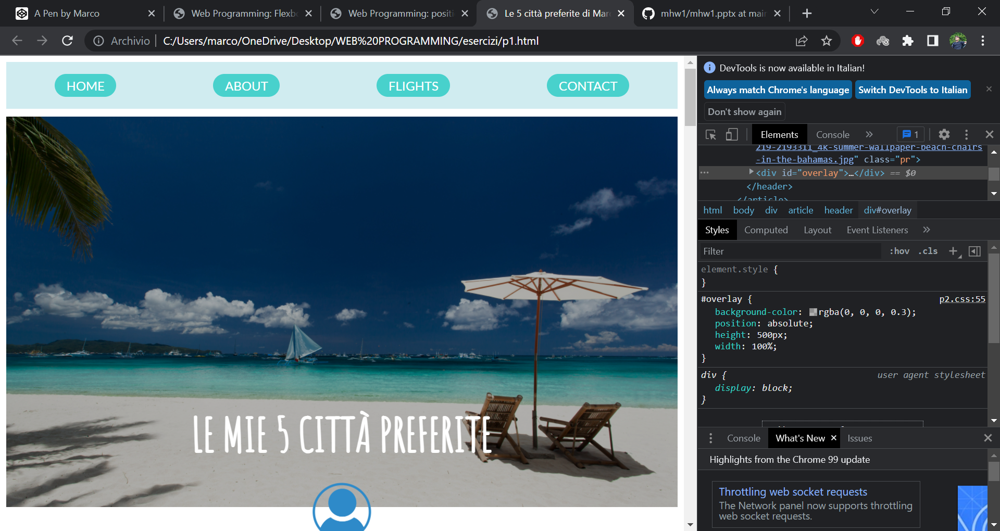 A Pen by Marco
Web Programming: Flexbo
Web Programming: positi
Le 5 città preferite di Mar
mhw1/mhw1.pptx at main
Archivio
C:/Users/marco/OneDrive/Desktop/WEB%20PROGRAMMING/esercizi/p1.html
HOME
ABOUT
FLIGHTS
CONTACT
LE MIE 5 CITTÀ PREFERITE
DevTools is now available in Italian!
Always match Chrome's language
Switch DevTools to Italian
Don't show again
Elements
Console
1
219-2193311_4k-summer-wallpaper-beach-chairs
-in-the-bahamas.jpg" class="pr">
<div id="overlay">…</div> == $0
</header>
</article>
html body div article header div#overlay
Styles Computed Layout Event Listeners
Filter
:hov .cls
element.style {
}
#overlay { p2.css:55
background-color: rgba(0, 0, 0, 0.3);
position: absolute;
height: 500px;
width: 100%;
}
div { user agent stylesheet
display: block;
}
Console What's New Issues
Highlights from the Chrome 99 update
Throttling web socket requests
The Network panel now supports throttling
web socket requests.